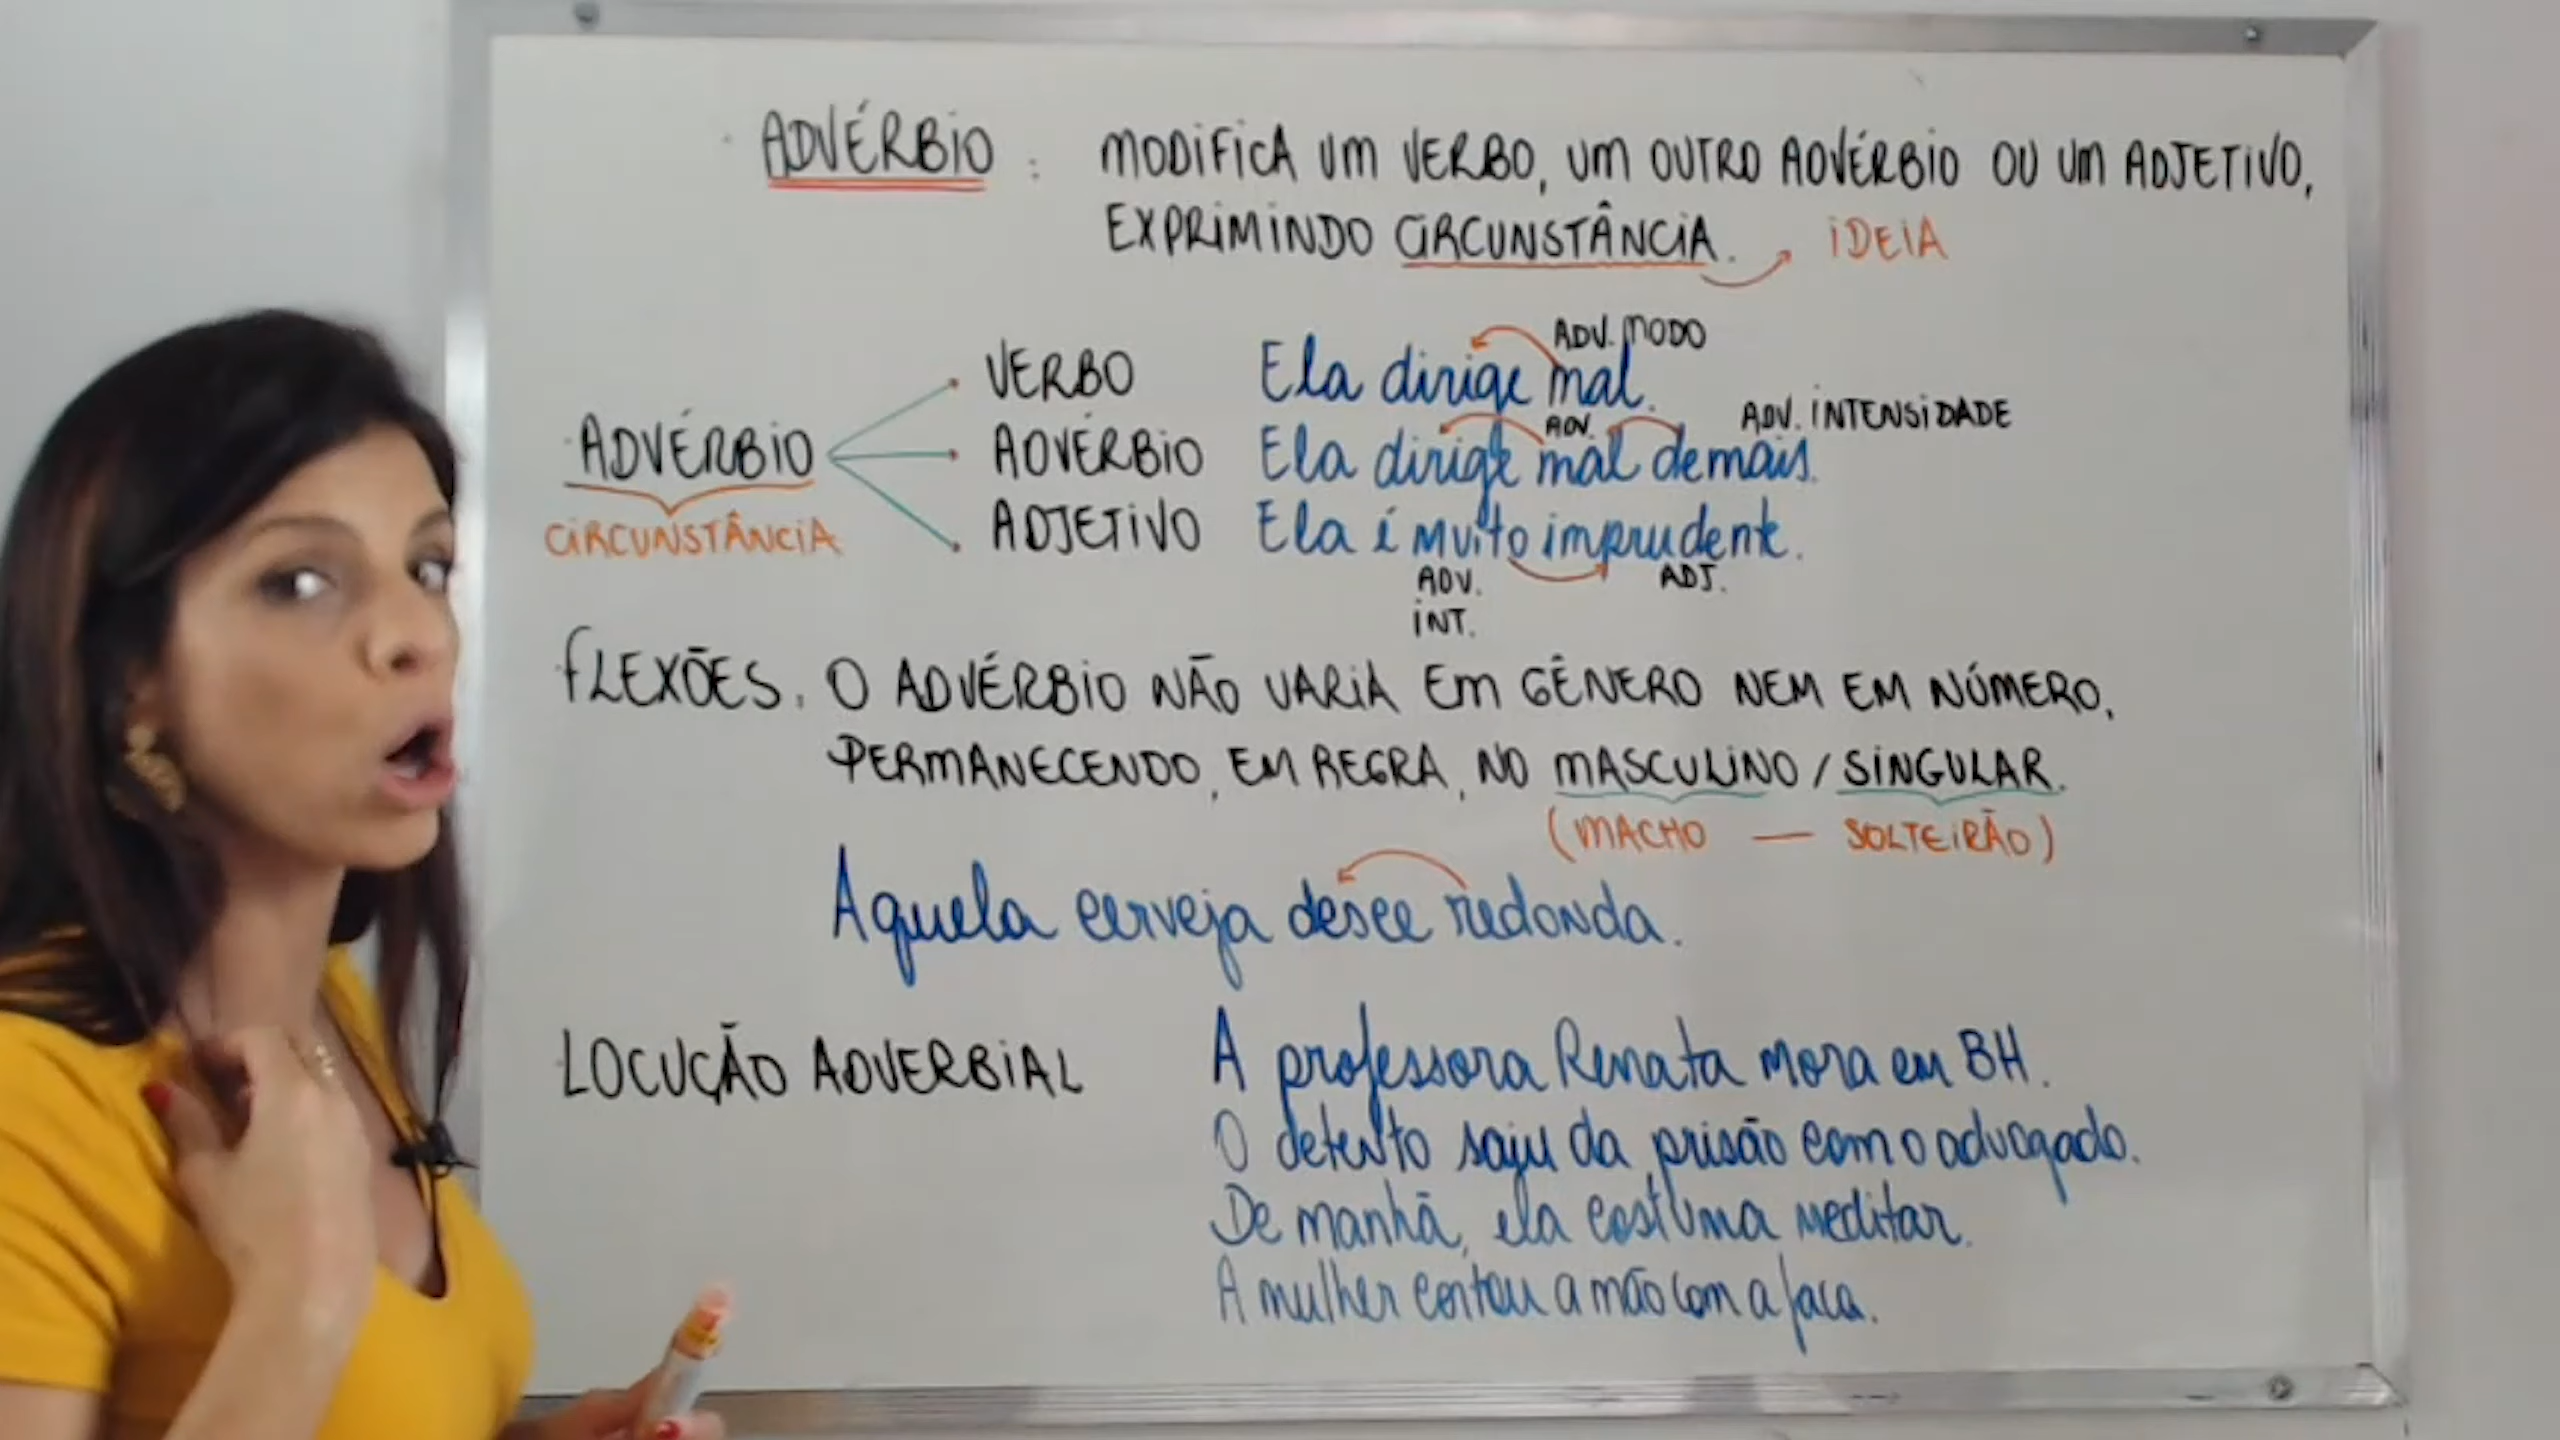 ADVÉRBIO : MODIFICA UM VERBO, UM OUTRO ADVÉRBIO OU UM ADJETIVO,
EXPRIMINDO CIRCUNSTÂNCIA. IDEIA
ADV. MODO
VERBO Ela dirige mal.
ADV. ADV. INTENSIDADE
ADVÉRBIO ADVÉRBIO Ela dirige mal demais.
CIRCUNSTÂNCIA ADJETIVO Ela é muito imprudente.
ADV. ADJ.
INT.
FLEXÕES. O ADVÉRBIO NÃO VARIA EM GÊNERO NEM EM NÚMERO,
PERMANECENDO, EM REGRA, NO MASCULINO / SINGULAR.
(MACHO — SOLTEIRÃO)
Aquela cerveja desce redonda.
LOCUÇÃO ADVERBIAL A professora Renata mora em BH.
O detento saiu da prisão com o advogado.
De manhã, ela costuma meditar.
A mulher cortou a mão com a faca.